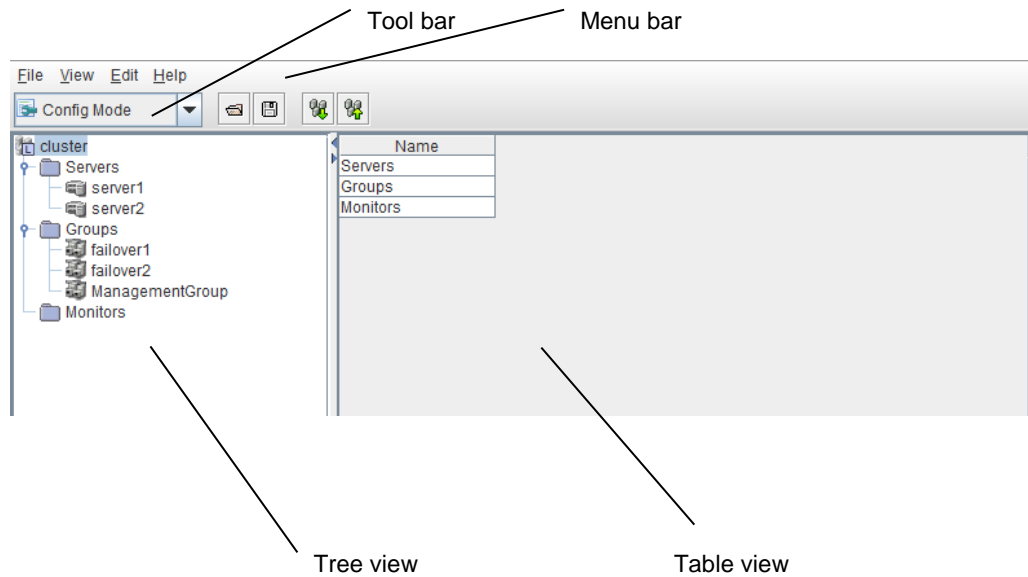 Tool bar
Menu bar
File View Edit Help
Config Mode
cluster
Servers
server1
server2
Groups
failover1
failover2
ManagementGroup
Monitors
Name
Servers
Groups
Monitors
Tree view
Table view